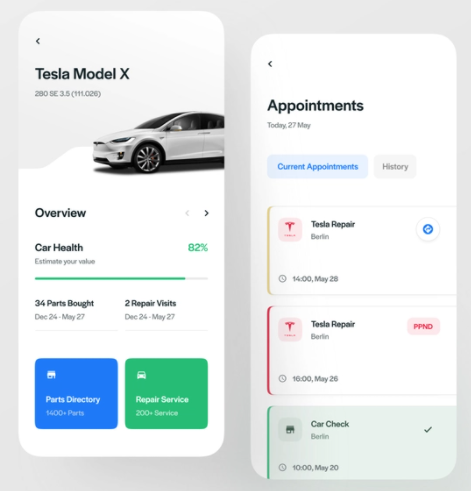 Tesla Model X
280 SE 3.5 (111.026)
Overview
Car Health
82%
Estimate your value
34 Parts Bought
2 Repair Visits
Dec 24 - May 27
Dec 24 - May 27
Parts Directory
1400+ Parts
Repair Service
200+ Service
Appointments
Today, 27 May
Current Appointments
History
Tesla Repair
Berlin
14:00, May 28
Tesla Repair
Berlin
PPND
16:00, May 26
Car Check
Berlin
10:00, May 20